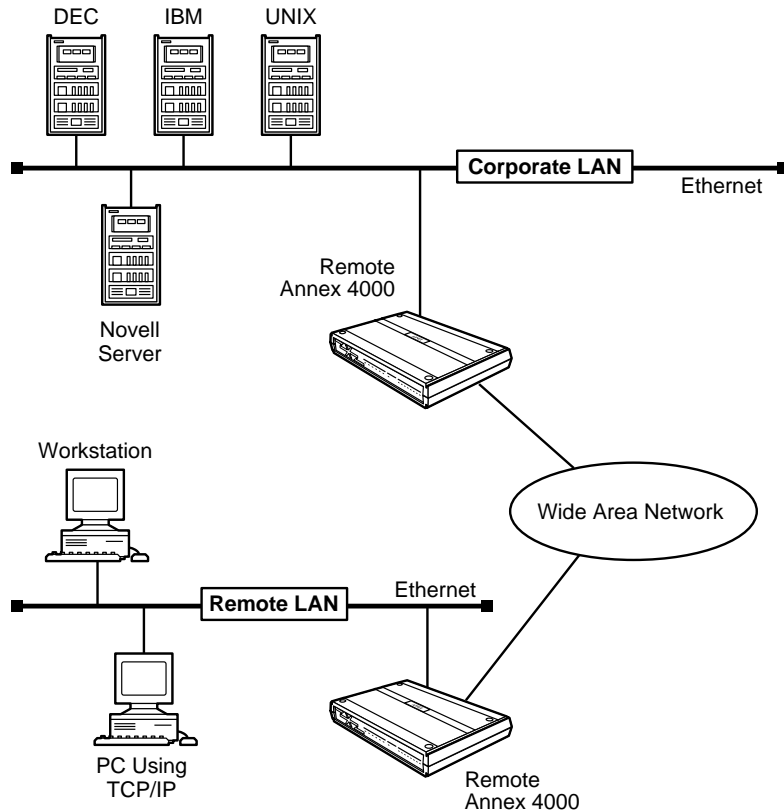 DEC
IBM
UNIX
Corporate LAN
Ethernet
Novell
Server
Remote
Annex 4000
Workstation
Wide Area Network
Remote LAN
Ethernet
PC Using
TCP/IP
Remote
Annex 4000